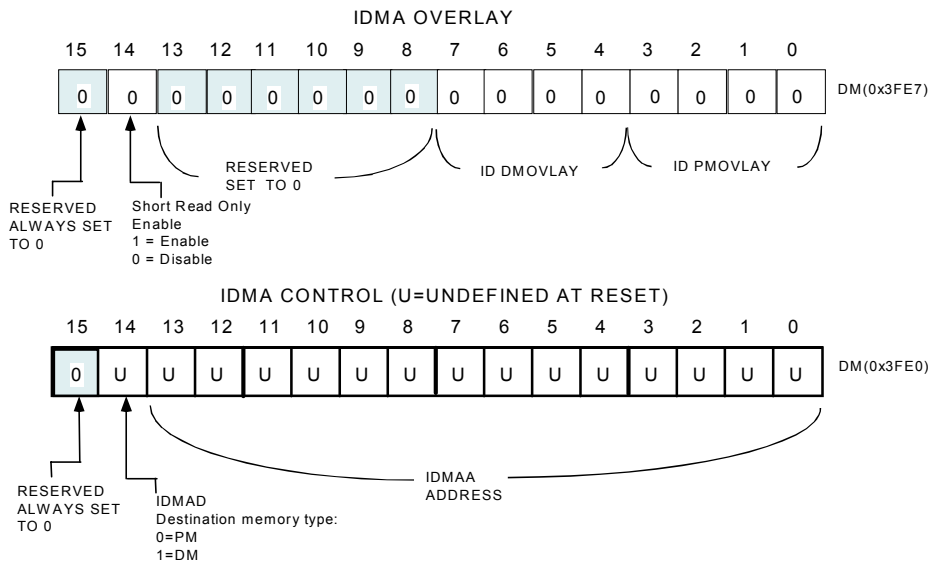 IDMA OVERLAY
15 14 13 12 11 10 9 8 7 6 5 4 3 2 1 0
0 0 0 0 0 0 0 0 0 0 0 0 0 0 0 0
DM(0x3FE7)
RESERVED
SET TO 0
ID DMOVLAY
ID PMOVLAY
RESERVED
ALWAYS SET
TO 0
Short Read Only
Enable
1 = Enable
0 = Disable
IDMA CONTROL (U=UNDEFINED AT RESET)
15 14 13 12 11 10 9 8 7 6 5 4 3 2 1 0
0 U U U U U U U U U U U U U U U
DM(0x3FE0)
IDMAA
ADDRESS
RESERVED
ALWAYS SET
TO 0
IDMAD
Destination memory type:
0=PM
1=DM